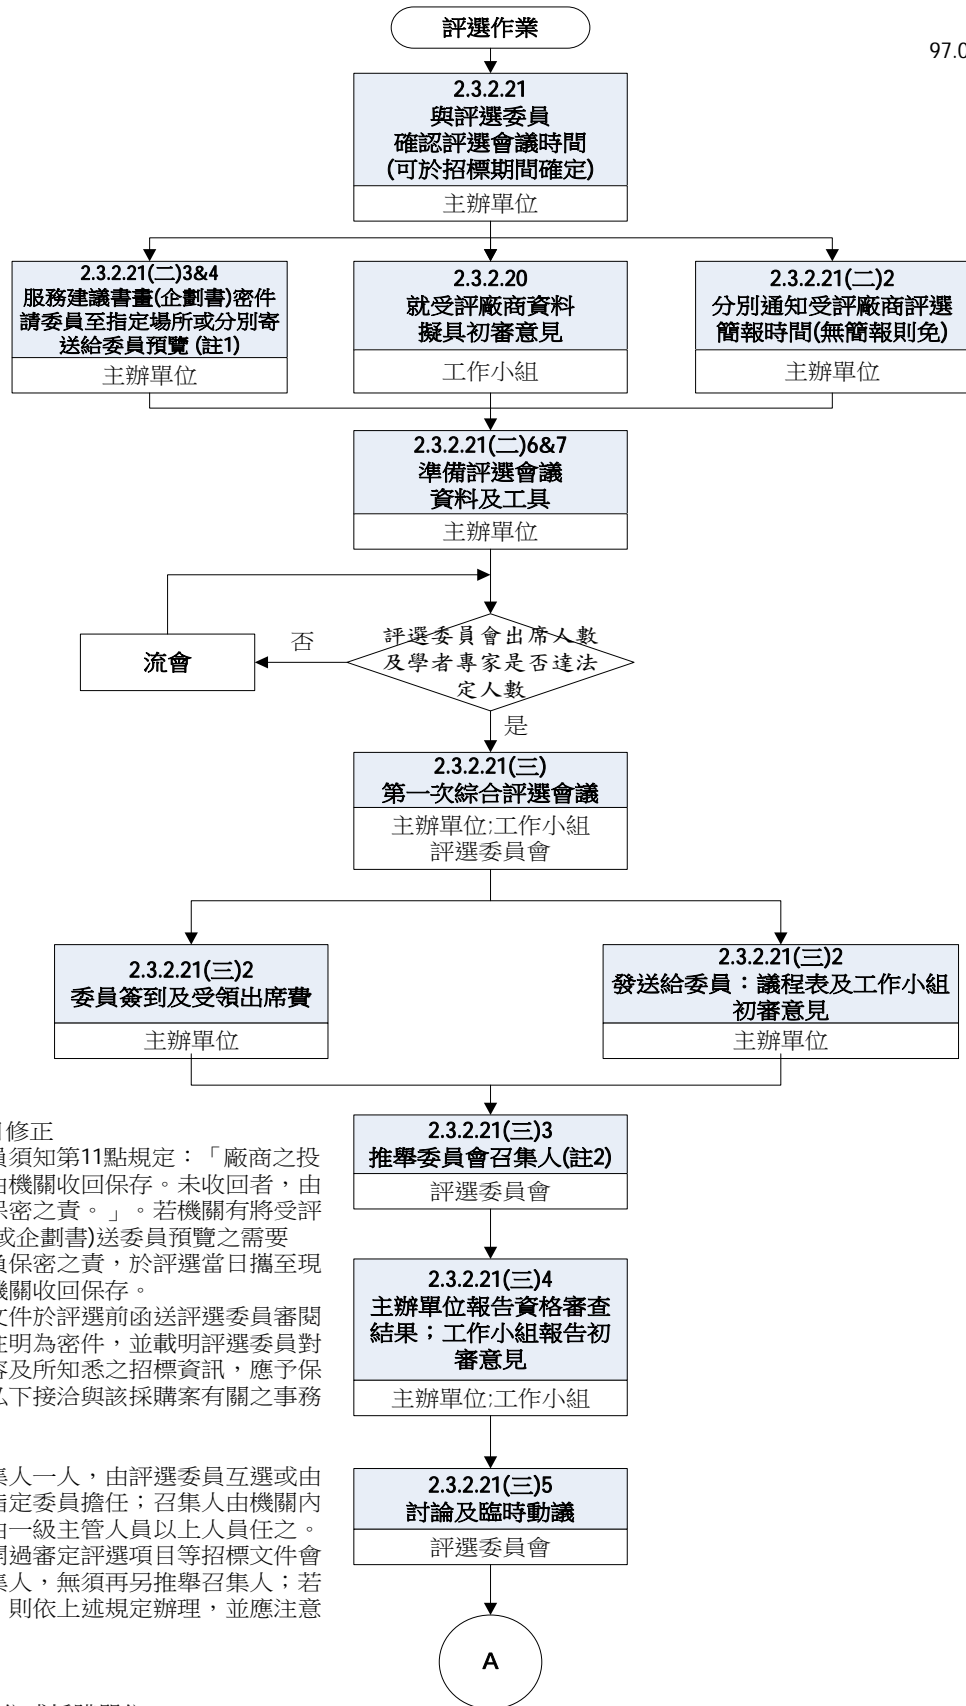 評選作業
97.0
2.3.2.21
與評選委員
確認評選會議時間
(可於招標期間確定)
主辦單位
2.3.2.21(二)3&4
服務建議書畫(企劃書)密件
請委員至指定場所或分別寄
送給委員預覽 (註1)
主辦單位
2.3.2.20
就受評廠商資料
擬具初審意見
工作小組
2.3.2.21(二)2
分別通知受評廠商評選
簡報時間(無簡報則免)
主辦單位
2.3.2.21(二)6&7
準備評選會議
資料及工具
主辦單位
評選委員會出席人數
及學者專家是否達法
定人數
否
流會
是
2.3.2.21(三)
第一次綜合評選會議
主辦單位;工作小組
評選委員會
2.3.2.21(三)2
委員簽到及受領出席費
主辦單位
2.3.2.21(三)2
發送給委員：議程表及工作小組
初審意見
主辦單位
2.3.2.21(三)3
推舉委員會召集人(註2)
評選委員會
2.3.2.21(三)4
主辦單位報告資格審查
結果；工作小組報告初
審意見
主辦單位;工作小組
2.3.2.21(三)5
討論及臨時動議
評選委員會
A
修正
員須知第11點規定：「廠商之投
由機關收回保存。未收回者，由
保密之責。」。若機關有將受評
或企劃書)送委員預覽之需要
負保密之責，於評選當日攜至現
機關收回保存。
文件於評選前函送評選委員審閱
註明為密件，並載明評選委員對
容及所知悉之招標資訊，應予保
私下接洽與該採購案有關之事務
集人一人，由評選委員互選或由
指定委員擔任；召集人由機關內
由一級主管人員以上人員任之。
開過審定評選項目等招標文件會
集人，無須再另推舉召集人；若
則依上述規定辦理，並應注意